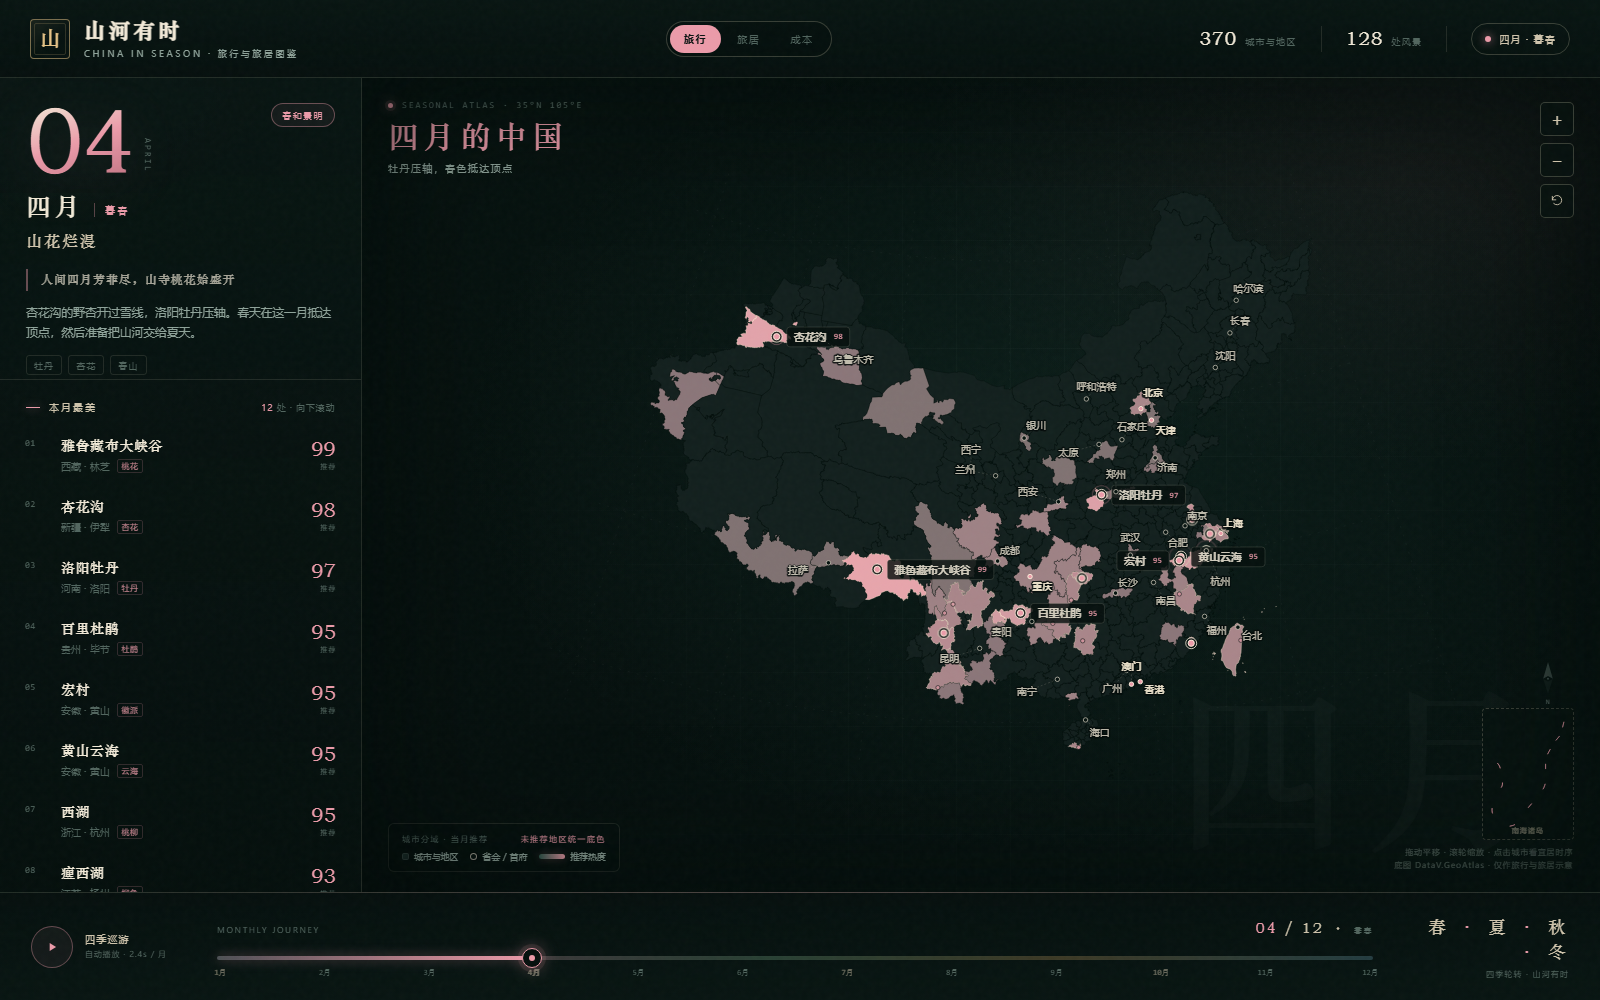 山
山河有时
CHINA IN SEASON · 旅行与旅居图鉴
旅行
旅居
成本
370 城市与地区
128 处风景
四月 · 暮春
04
APRIL
春和景明
四月
暮春
山花烂漫
人间四月芳菲尽，山寺桃花始盛开
杏花沟的野杏开过雪线，洛阳牡丹压轴。春天在这一月抵达
顶点，然后准备把山河交给夏天。
牡丹
杏花
春山
本月最美
12 处 · 向下滚动
01
雅鲁藏布大峡谷
西藏 · 林芝 桃花
99
推荐
02
杏花沟
新疆 · 伊犁 杏花
98
推荐
03
洛阳牡丹
河南 · 洛阳 牡丹
97
推荐
04
百里杜鹃
贵州 · 毕节 杜鹃
95
推荐
05
宏村
安徽 · 黄山 徽派
95
推荐
06
黄山云海
安徽 · 黄山 云海
95
推荐
07
西湖
浙江 · 杭州 桃柳
95
推荐
08
瘦西湖
93
SEASONAL ATLAS · 35°N 105°E
四月的中国
牡丹压轴，春色抵达顶点
+
−
哈尔滨
长春
沈阳
杏花沟 98
乌鲁木齐
呼和浩特
北京
银川
石家庄
天津
西宁
太原
兰州
济南
郑州
西安
洛阳牡丹 97
南京
上海
武汉
合肥
成都
宏村 95
黄山云海 95
拉萨
雅鲁藏布大峡谷 99
重庆
长沙
杭州
南昌
百里杜鹃 95
贵阳
福州
台北
昆明
澳门
南宁
广州
香港
海口
四月
N
南海诸岛
城市分域 · 当月推荐
未推荐地区统一底色
城市与地区
省会 / 首府
推荐热度
拖动平移 · 滚轮缩放 · 点击城市看宜居时序
底图 DataV.GeoAtlas · 仅作旅行与旅居示意
四季巡游
自动播放 · 2.4s / 月
MONTHLY JOURNEY
04 / 12 · 暮春
1月
2月
3月
4月
5月
6月
7月
8月
9月
10月
11月
12月
春 · 夏 · 秋
· 冬
四季轮转 · 山河有时